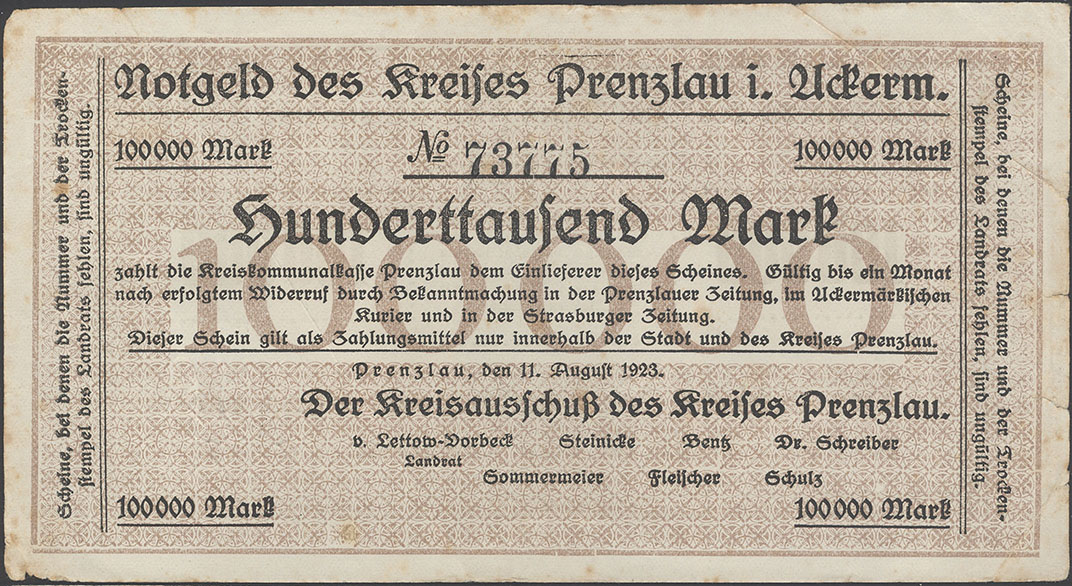 Notgeld des Kreises Prenzlau i. Uckerm.
100000 Mark
No 73775
100000 Mark
Hunderttausend Mark
100000
zahlt die Kreiskommunalkasse Prenzlau dem Einlieferer dieses Scheines. Gültig bis ein Monat
nach erfolgtem Widerruf durch Bekanntmachung in der Prenzlauer Zeitung, im Uckermärkischen
Kurier und in der Strasburger Zeitung.
Dieser Schein gilt als Zahlungsmittel nur innerhalb der Stadt und des Kreises Prenzlau.
Prenzlau, den 11. August 1923.
Der Kreisausschuß des Kreises Prenzlau.
v. Lettow-Vorbeck Steinicke Bentz Dr. Schreiber
Landrat
Sommermeier Fleischer Schulz
100000 Mark
100000 Mark
Scheine, bei denen die Nummer und der Trocken-
stempel des Landrats fehlen, sind ungültig.
Scheine, bei denen die Nummer und der Trocken-
stempel des Landrats fehlen, sind ungültig.